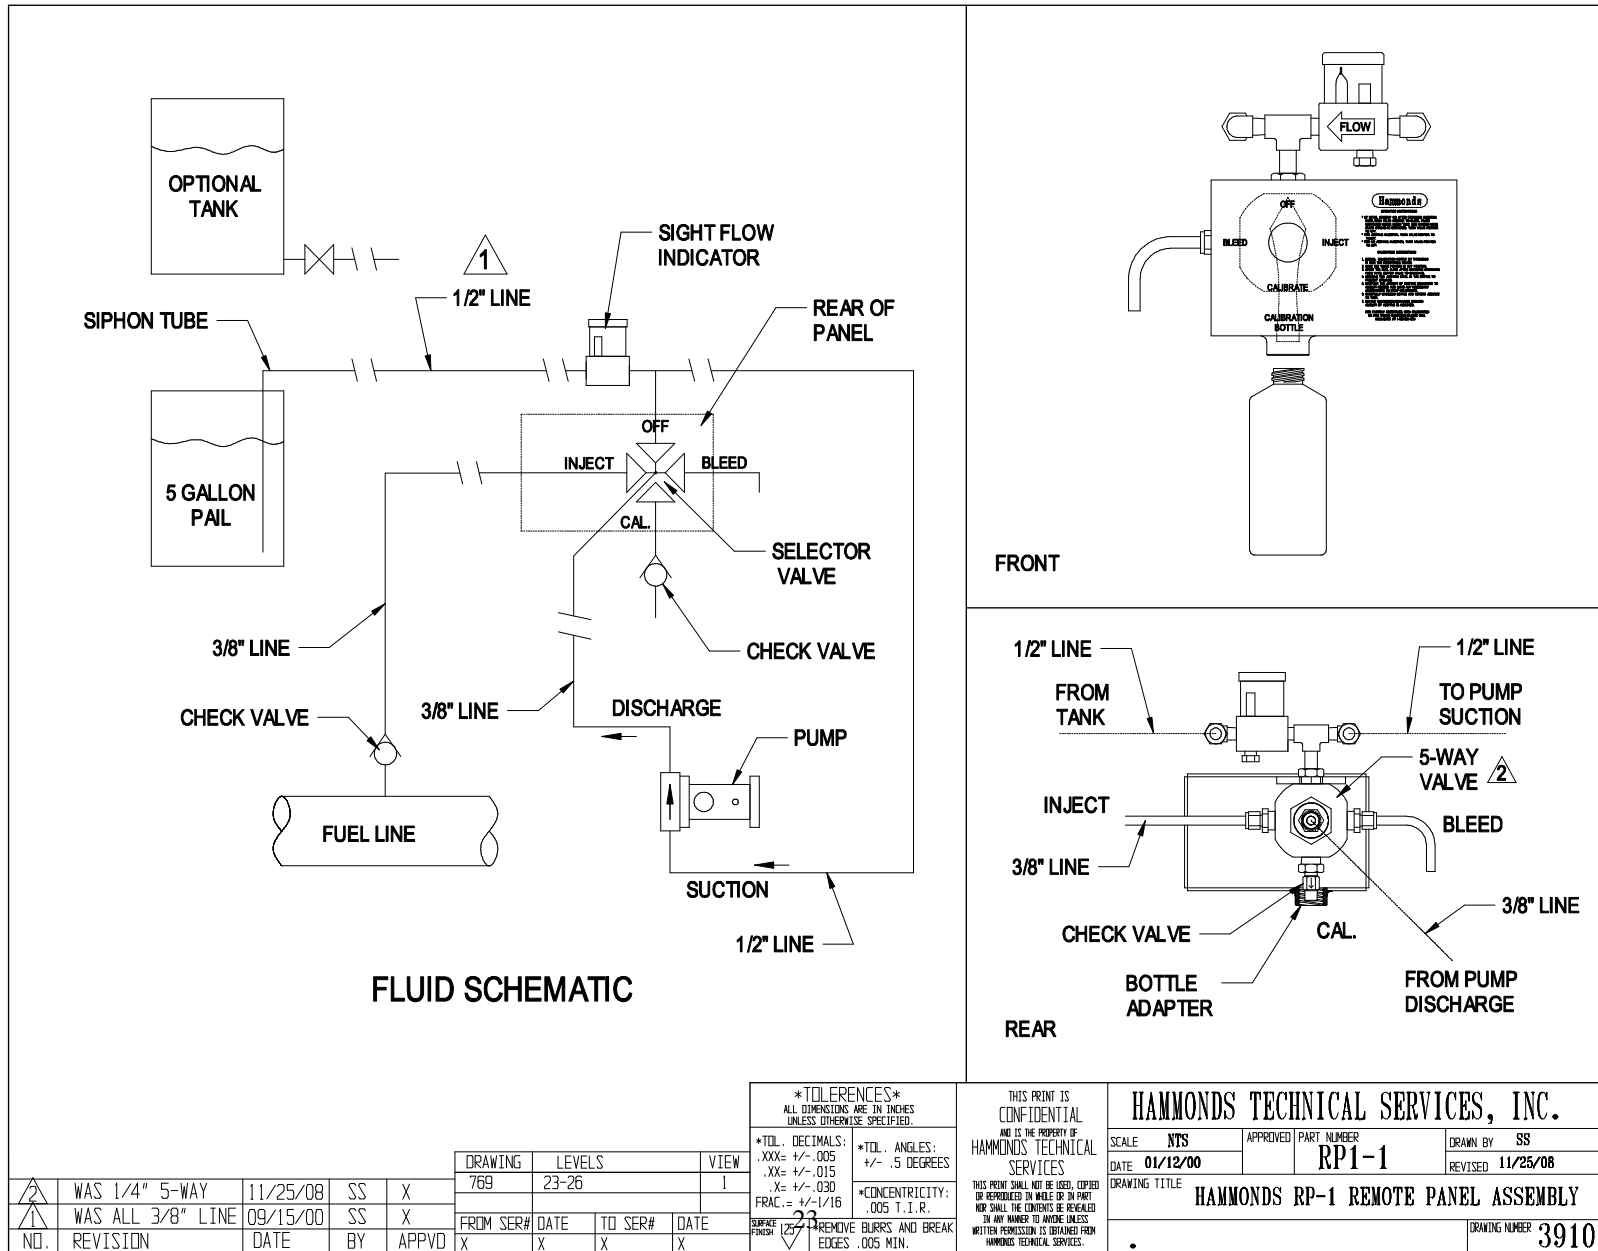 OPTIONAL
TANK
SIGHT FLOW
INDICATOR
1
1/2" LINE
SIPHON TUBE
REAR OF
PANEL
OFF
INJECT
BLEED
5 GALLON
PAIL
CAL.
SELECTOR
VALVE
3/8" LINE
CHECK VALVE
3/8" LINE
DISCHARGE
CHECK VALVE
PUMP
FUEL LINE
SUCTION
1/2" LINE
FLUID SCHEMATIC
FLOW
Hammonds
OFF
BLEED
INJECT
CALIBRATE
CALIBRATION
BOTTLE
FRONT
1/2" LINE
1/2" LINE
FROM
TANK
TO PUMP
SUCTION
5-WAY
VALVE
2
INJECT
BLEED
3/8" LINE
3/8" LINE
CHECK VALVE
CAL.
BOTTLE
ADAPTER
FROM PUMP
DISCHARGE
REAR
2 WAS 1/4" 5-WAY 11/25/08 SS X
1 WAS ALL 3/8" LINE 09/15/00 SS X
NO. REVISION DATE BY APPVD
DRAWING LEVELS VIEW
769 23-26 1
FROM SER# DATE TO SER# DATE
X X X X
*TOLERENCES*
ALL DIMENSIONS ARE IN INCHES
UNLESS OTHERWISE SPECIFIED.
*TOL. DECIMALS:
.XXX= +/-.005
.XX= +/-.015
.X= +/-.030
FRAC.= +/-1/16
*TOL. ANGLES:
+/- .5 DEGREES
*CONCENTRICITY:
.005 T.I.R.
SURFACE
FINISH
125
23
*REMOVE BURRS AND BREAK
EDGES .005 MIN.
THIS PRINT IS
CONFIDENTIAL
AND IS THE PROPERTY OF
HAMMONDS TECHNICAL
SERVICES
THIS PRINT SHALL NOT BE USED, COPIED
OR REPRODUCED IN WHOLE OR IN PART
NOR SHALL THE CONTENTS BE REVEALED
IN ANY MANNER TO ANYONE UNLESS
WRITTEN PERMISSION IS OBTAINED FROM
HAMMONDS TECHNICAL SERVICES.
HAMMONDS TECHNICAL SERVICES, INC.
SCALE NTS
APPROVED
PART NUMBER
RP1-1
DRAWN BY SS
DATE 01/12/00
REVISED 11/25/08
DRAWING TITLE
HAMMONDS RP-1 REMOTE PANEL ASSEMBLY
.
DRAWING NUMBER 3910